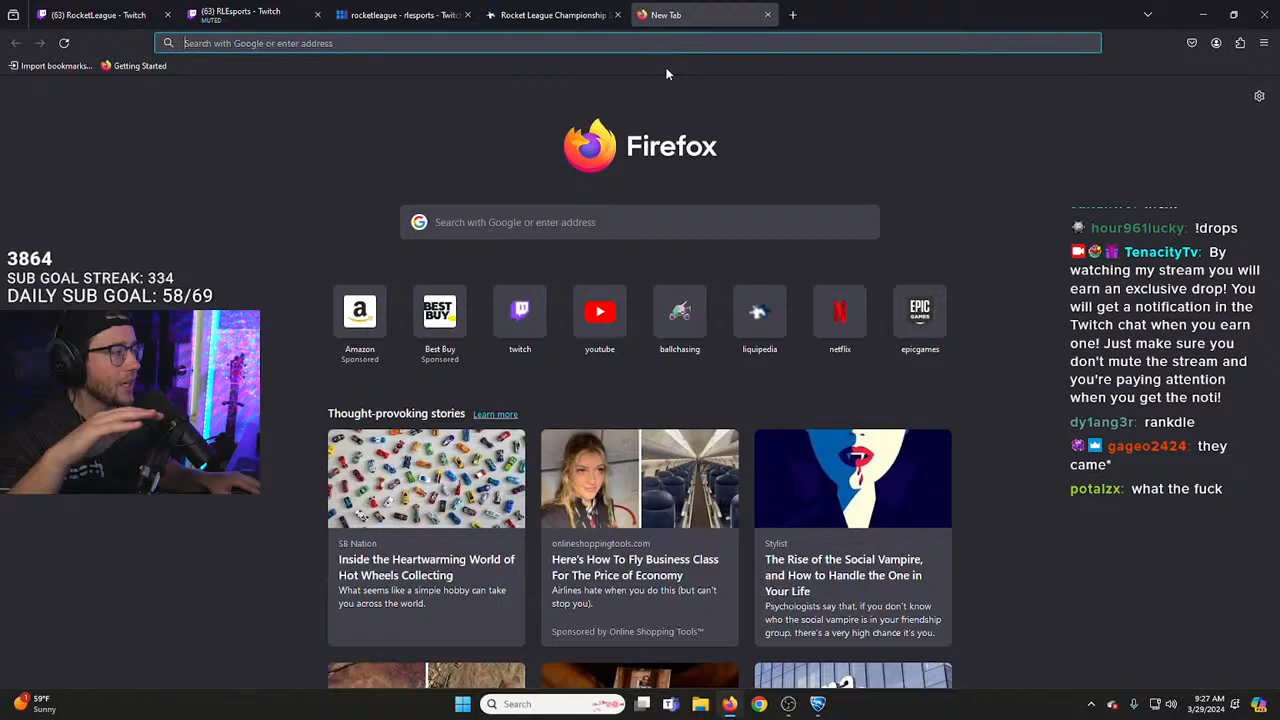 (63) RocketLeague - Twitch
(63) RLEsports - Twitch
MUTED
rocketleague - rlesports - Twitch
Rocket League Championship S
New Tab
Search with Google or enter address
Import bookmarks...
Getting Started
Firefox
Search with Google or enter address
Amazon
Sponsored
Best Buy
Sponsored
twitch
youtube
ballchasing
liquipedia
netflix
epicgames
BEST
BUY
EPIC
GAMES
3864
SUB GOAL STREAK: 334
DAILY SUB GOAL: 58/69
hour961lucky: !drops
TenacityTv: By
watching my stream you will
earn an exclusive drop! You
will get a notification in the
Twitch chat when you earn
one! Just make sure you
don't mute the stream and
you're paying attention
when you get the noti!
dy1ang3r: rankdle
gageo2424: they
came*
potalzx: what the fuck
Thought-provoking stories Learn more
SB Nation
Inside the Heartwarming World of
Hot Wheels Collecting
What seems like a simple hobby can take
you across the world.
onlineshoppingtools.com
Here's How To Fly Business Class
For The Price of Economy
Airlines hate when you do this (but can't
stop you).
Sponsored by Online Shopping Tools™
Stylist
The Rise of the Social Vampire,
and How to Handle the One in
Your Life
Psychologists say that, if you don't know
who the social vampire is in your friendship
group, there's a very high chance it's you.
1
59°F
Sunny
Search
9:27 AM
3/29/2024